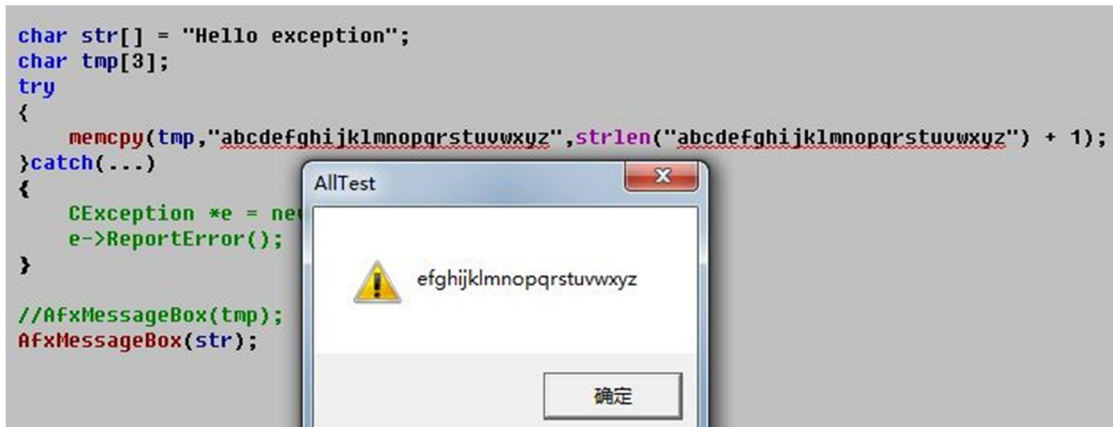 char str[] = "Hello exception";
char tmp[3];
try
{
memcpy(tmp,"abcdefghijklmnopqrstuvwxyz",strlen("abcdefghijklmnopqrstuvwxyz") + 1);
}catch(...)
{
CException *e = new
e->ReportError();
}
//AfxMessageBox(tmp);
AfxMessageBox(str);
AllTest
efghijklmnopqrstuvwxyz
确定